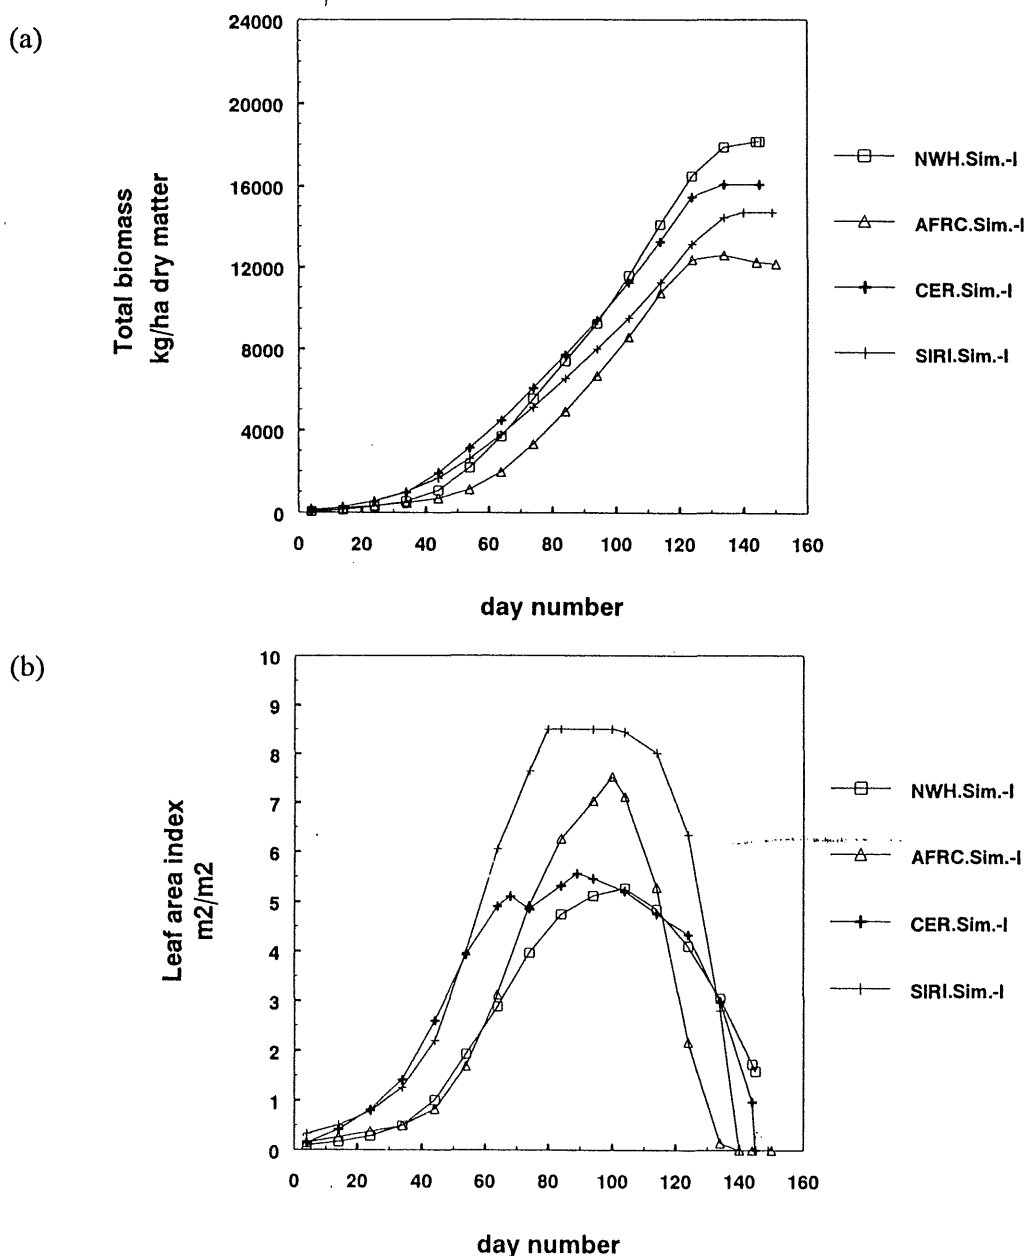 (a)
24000
20000
16000
12000
8000
4000
0
Total biomass
kg/ha dry matter
0 20 40 60 80 100 120 140 160
day number
NWH.Sim.-I
AFRC.Sim.-I
CER.Sim.-I
SIRI.Sim.-I
(b)
10
9
8
7
6
5
4
3
2
1
0
Leaf area index
m2/m2
0 20 40 60 80 100 120 140 160
day number
NWH.Sim.-I
AFRC.Sim.-I
CER.Sim.-I
SIRI.Sim.-I